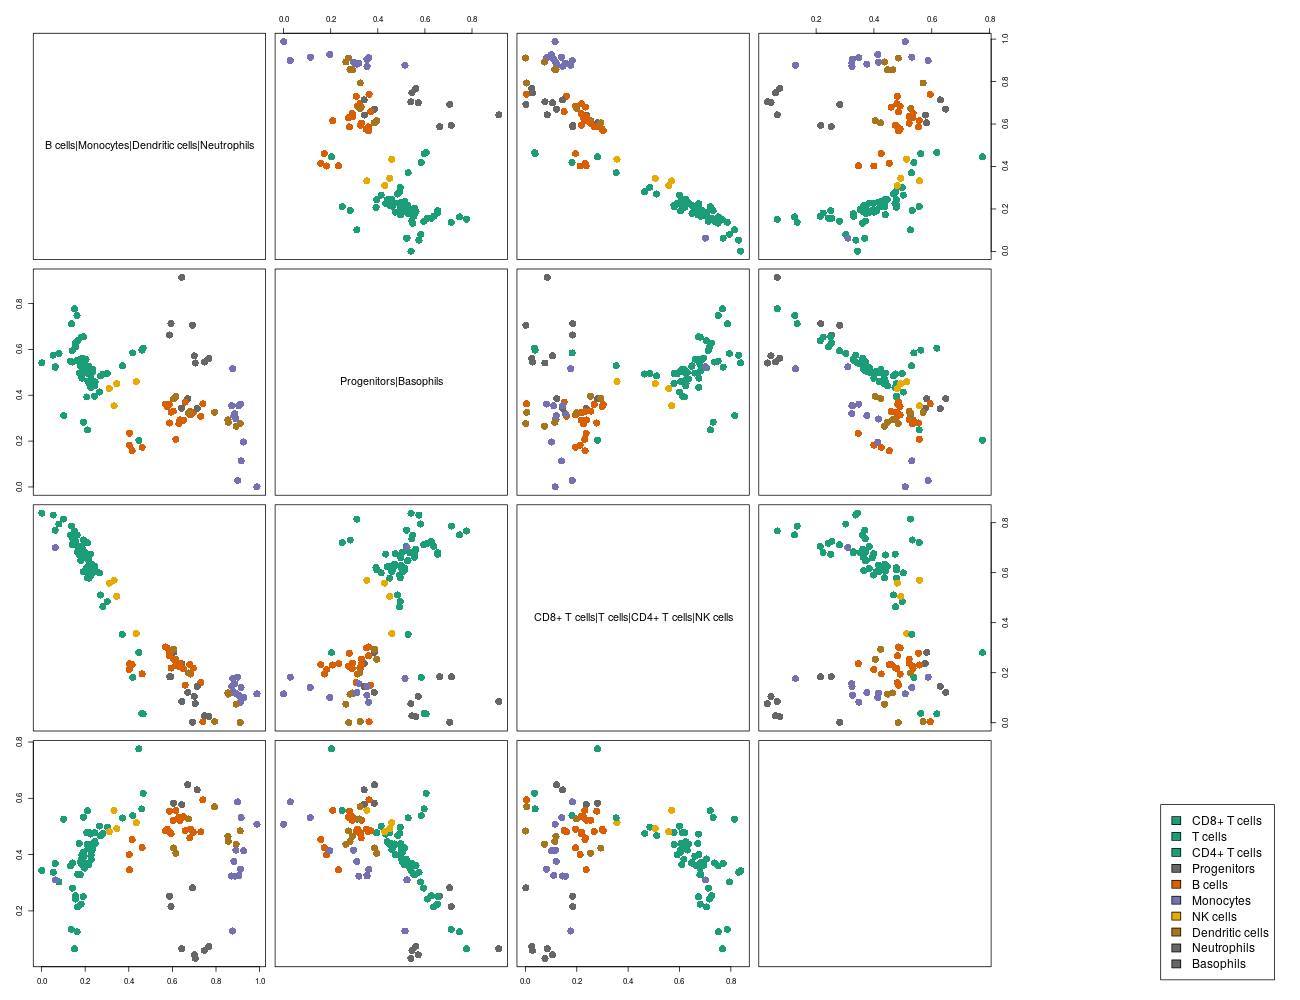 0.0 0.2 0.4 0.6 0.8
0.2 0.4 0.6 0.8
B cells|Monocytes|Dendritic cells|Neutrophils
0.0 0.2 0.4 0.6 0.8 1.0
Progenitors|Basophils
0.0 0.2 0.4 0.6 0.8
CD8+ T cells|T cells|CD4+ T cells|NK cells
0.0 0.2 0.4 0.6 0.8
0.2 0.4 0.6 0.8
0.0 0.2 0.4 0.6 0.8 1.0
0.0 0.2 0.4 0.6 0.8
CD8+ T cells
T cells
CD4+ T cells
Progenitors
B cells
Monocytes
NK cells
Dendritic cells
Neutrophils
Basophils